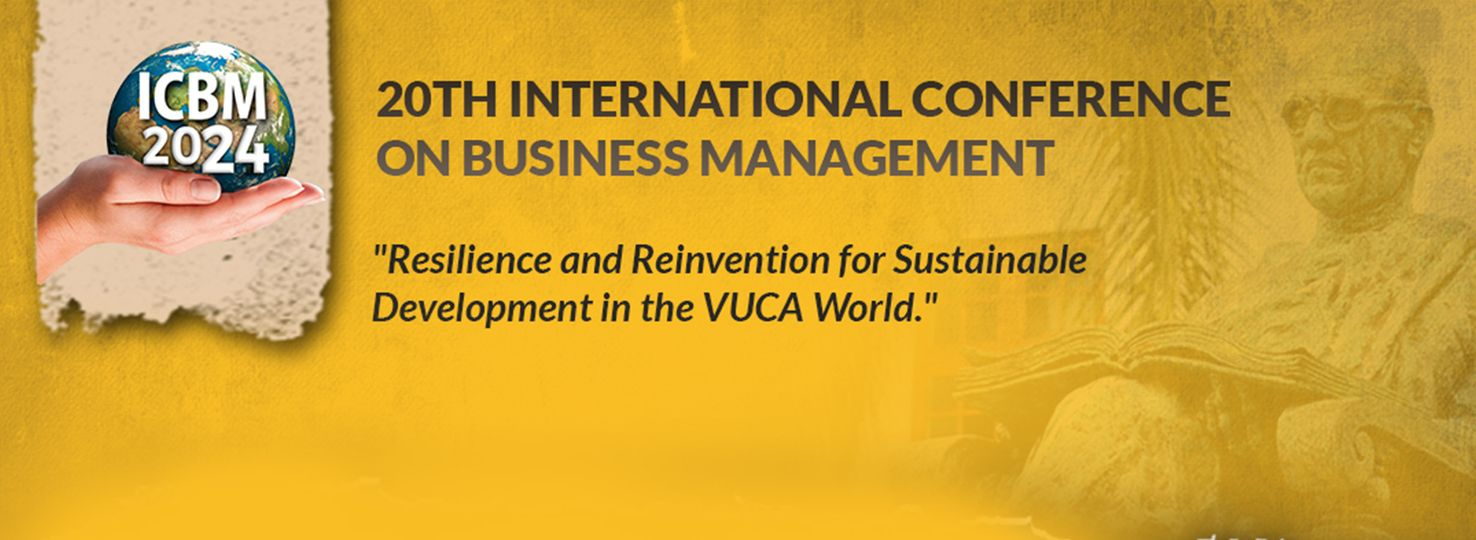 ICBM
2024
20TH INTERNATIONAL CONFERENCE
ON BUSINESS MANAGEMENT
"Resilience and Reinvention for Sustainable
Development in the VUCA World."